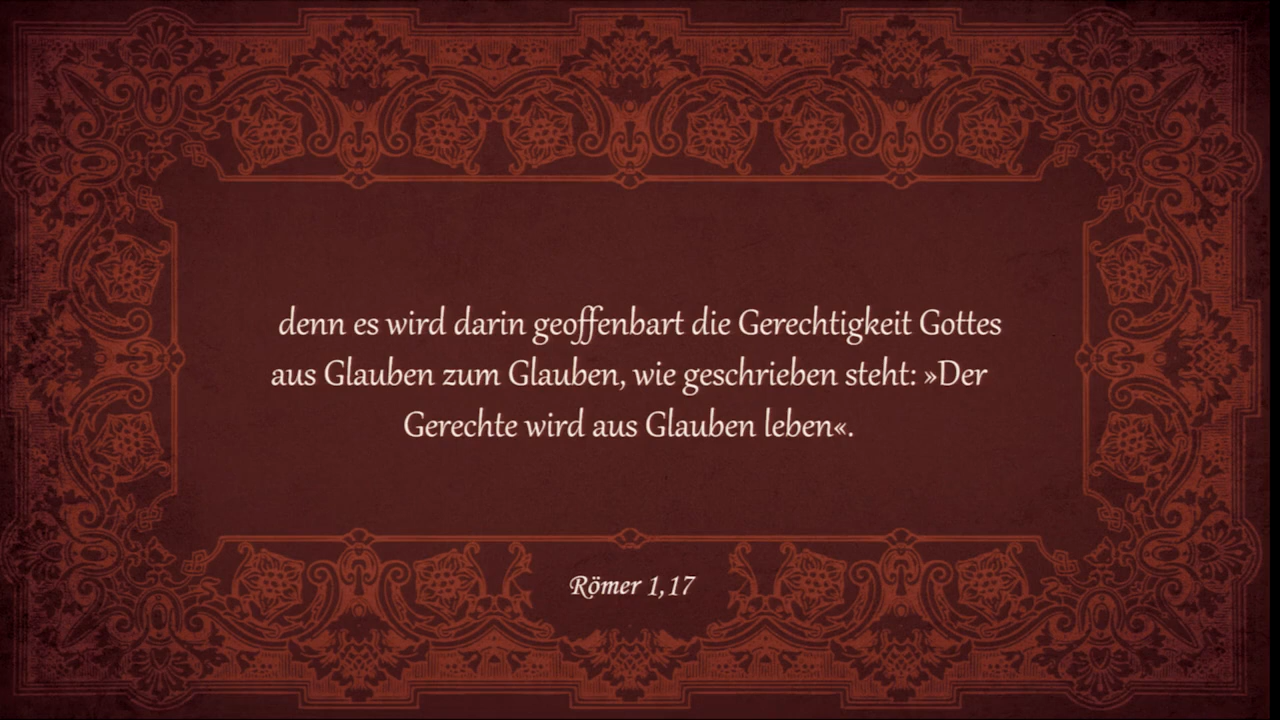 denn es wird darin geoffenbart die Gerechtigkeit Gottes
aus Glauben zum Glauben, wie geschrieben steht: »Der
Gerechte wird aus Glauben leben«.
Römer 1,17